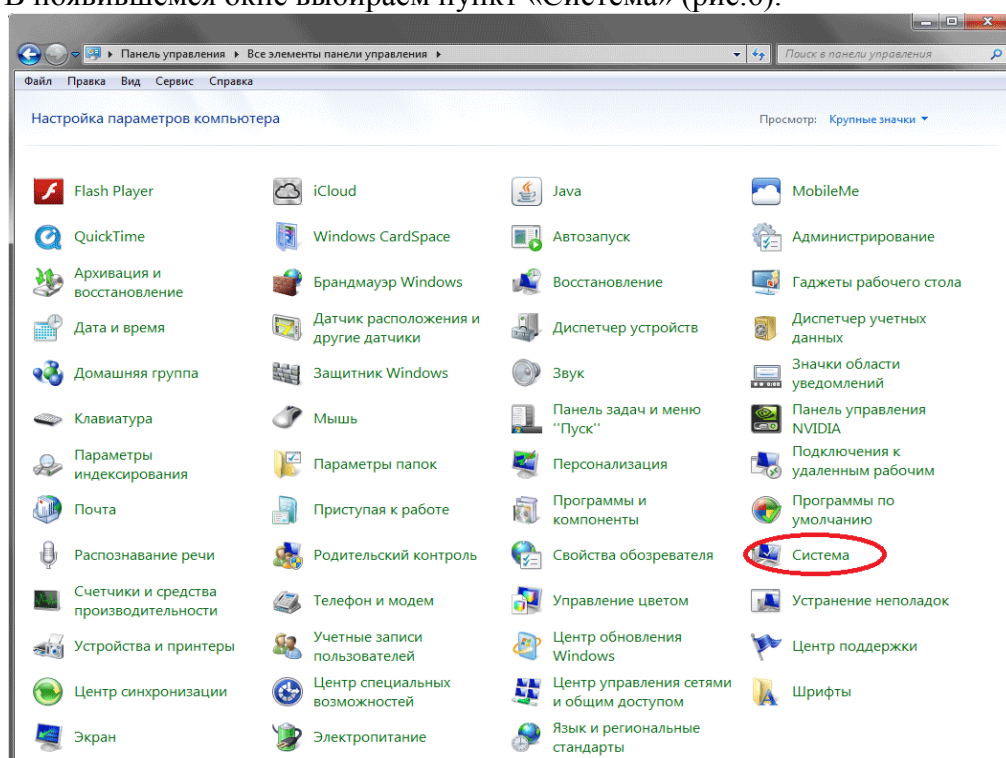 В появившемся окне выбираем пункт «Система» (рис.6).
Панель управления Все элементы панели управления
Поиск в панели управления
Файл Правка Вид Сервис Справка
Настройка параметров компьютера
Просмотр: Крупные значки
Flash Player
iCloud
Java
MobileMe
QuickTime
Windows CardSpace
Автозапуск
Администрирование
Архивация и
восстановление
Брандмауэр Windows
Восстановление
Гаджеты рабочего стола
Дата и время
Датчик расположения и
другие датчики
Диспетчер устройств
Диспетчер учетных
данных
Домашняя группа
Защитник Windows
Звук
Значки области
уведомлений
Клавиатура
Мышь
Панель задач и меню
"Пуск"
Панель управления
NVIDIA
Параметры
индексирования
Параметры папок
Персонализация
Подключения к
удаленным рабочим
Почта
Приступая к работе
Программы и
компоненты
Программы по
умолчанию
Распознавание речи
Родительский контроль
Свойства обозревателя
Система
Счетчики и средства
производительности
Телефон и модем
Управление цветом
Устранение неполадок
Устройства и принтеры
Учетные записи
пользователей
Центр обновления
Windows
Центр поддержки
Центр синхронизации
Центр специальных
возможностей
Центр управления сетями
и общим доступом
Шрифты
Экран
Электропитание
Язык и региональные
стандарты